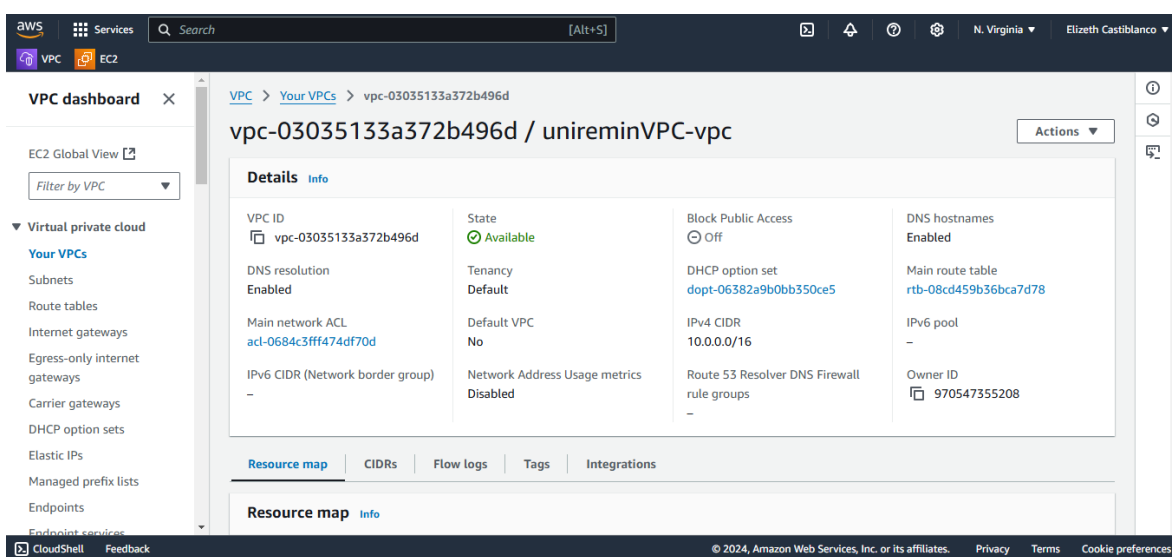 aws Services Search [Alt+S] N. Virginia ▼ Elizeth Castiblanco ▼
VPC EC2
VPC dashboard
EC2 Global View
Filter by VPC
Virtual private cloud
Your VPCs
Subnets
Route tables
Internet gateways
Egress-only internet
gateways
Carrier gateways
DHCP option sets
Elastic IPs
Managed prefix lists
Endpoints
Endpoint services
VPC > Your VPCs > vpc-03035133a372b496d
vpc-03035133a372b496d / unireminVPC-vpc
Actions ▼
Details Info
VPC ID
vpc-03035133a372b496d
State
Available
Block Public Access
Off
DNS hostnames
Enabled
DNS resolution
Enabled
Tenancy
Default
DHCP option set
dopt-06382a9b0bb350ce5
Main route table
rtb-08cd459b36bca7d78
Main network ACL
acl-0684c3fff474df70d
Default VPC
No
IPv4 CIDR
10.0.0.0/16
IPv6 pool
–
IPv6 CIDR (Network border group)
–
Network Address Usage metrics
Disabled
Route 53 Resolver DNS Firewall
rule groups
–
Owner ID
970547355208
Resource map CIDRs Flow logs Tags Integrations
Resource map Info
CloudShell Feedback © 2024, Amazon Web Services, Inc. or its affiliates. Privacy Terms Cookie preferences